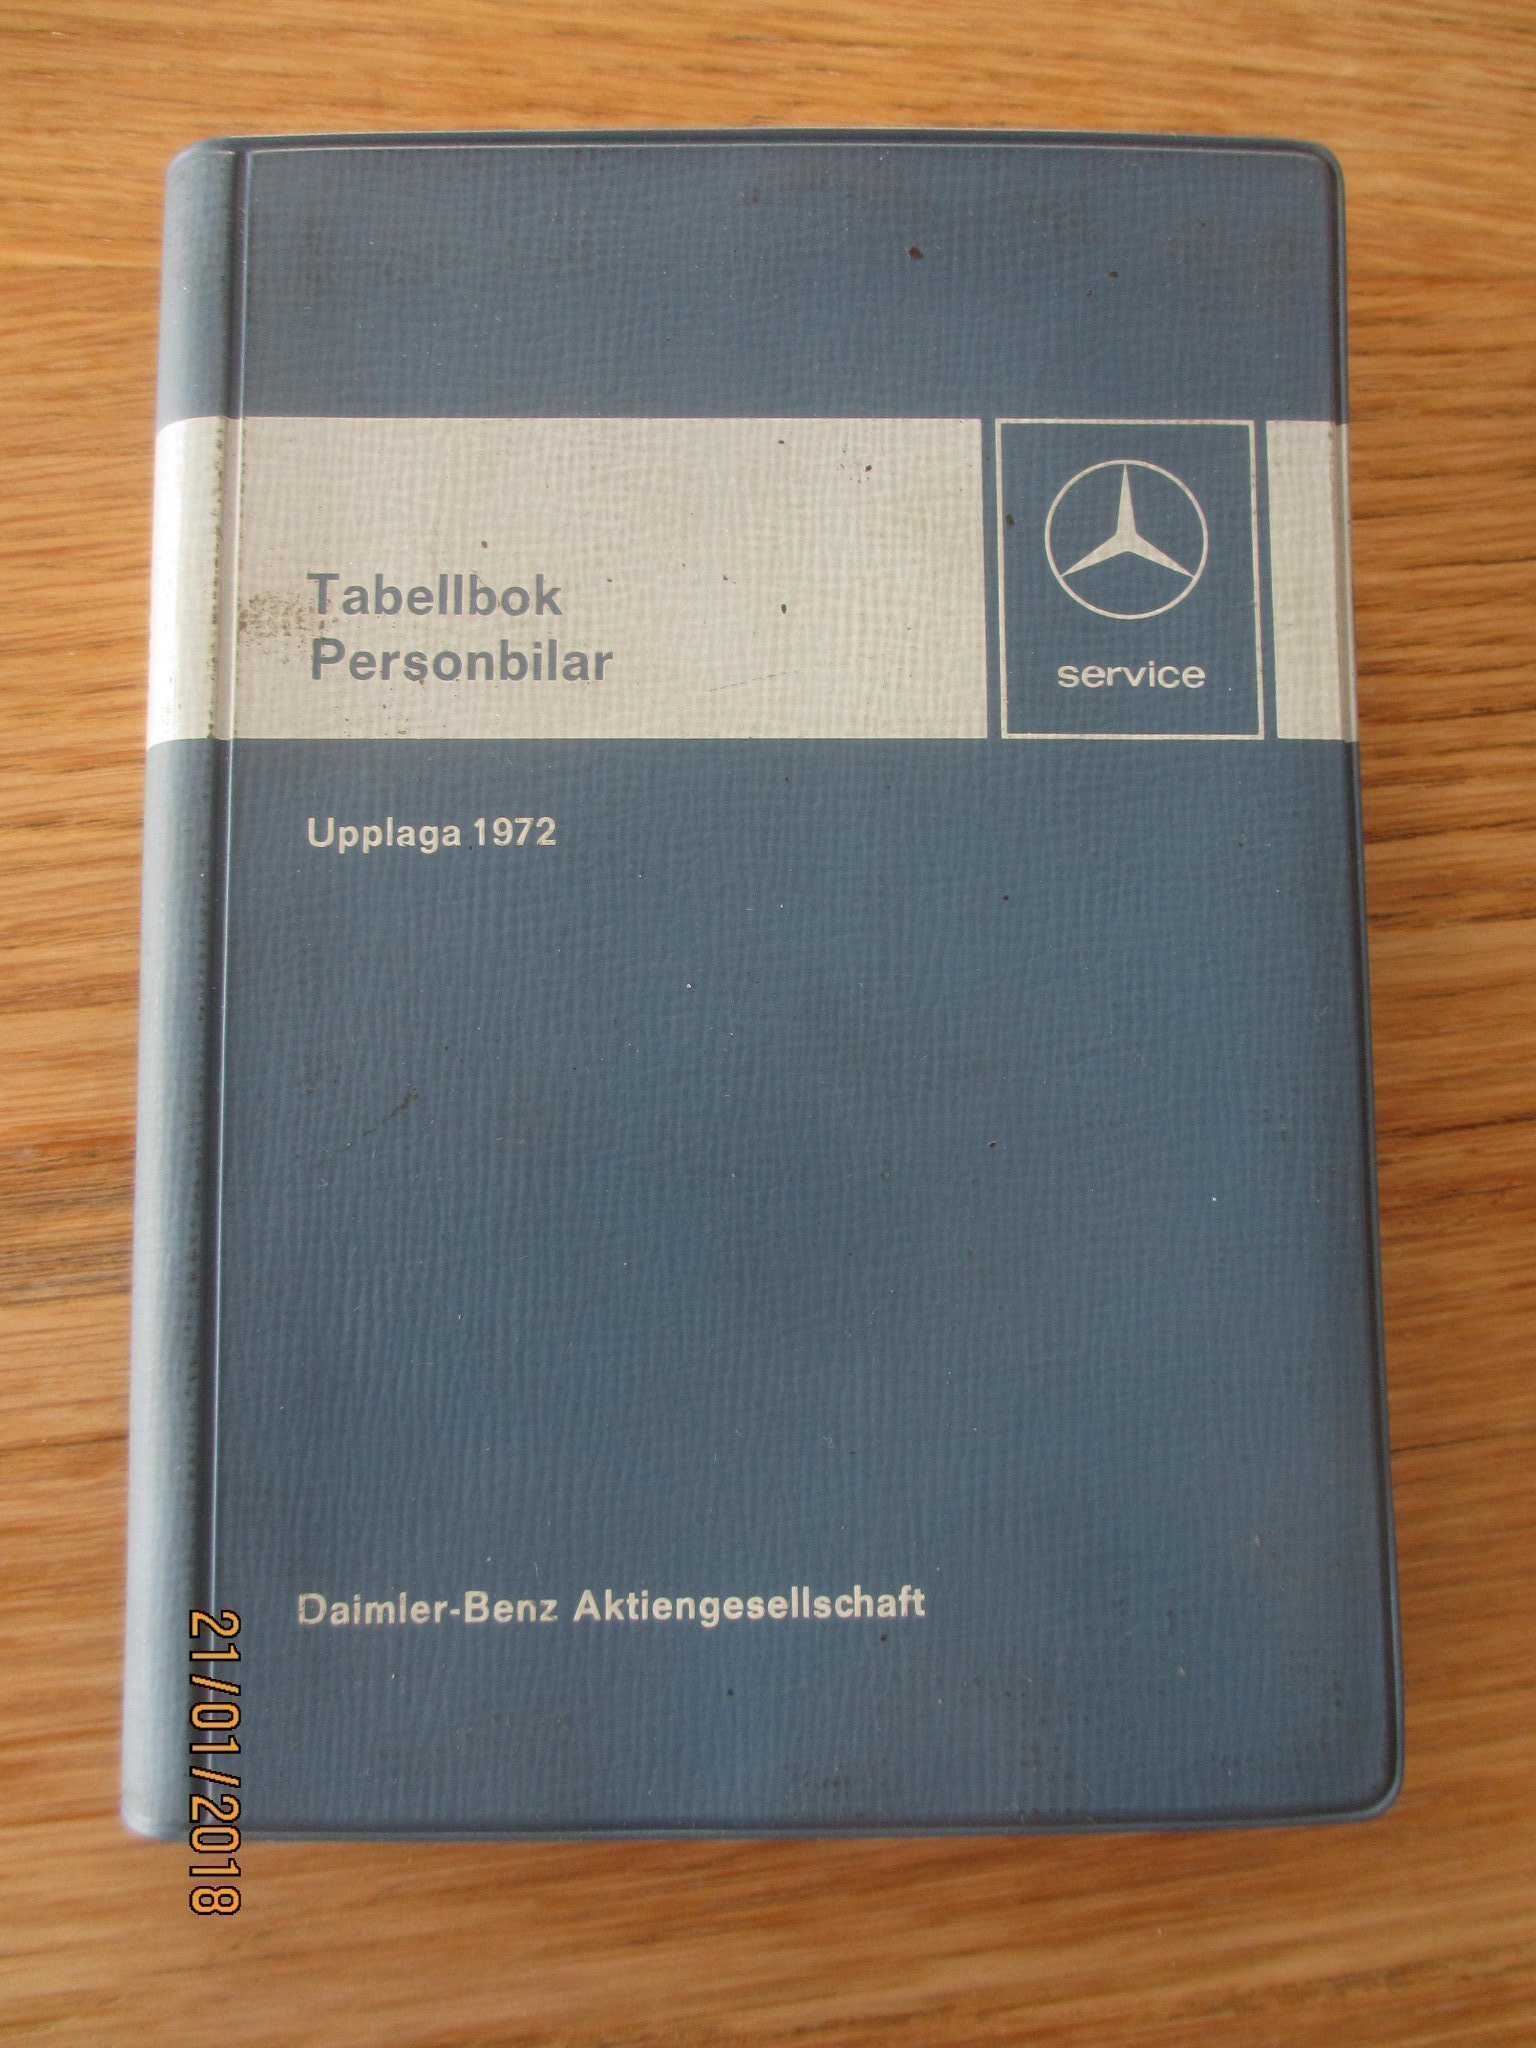 Tabellbok
Personbilar
service
Upplaga 1972
Daimler-Benz Aktiengesellschaft
21/01/2018